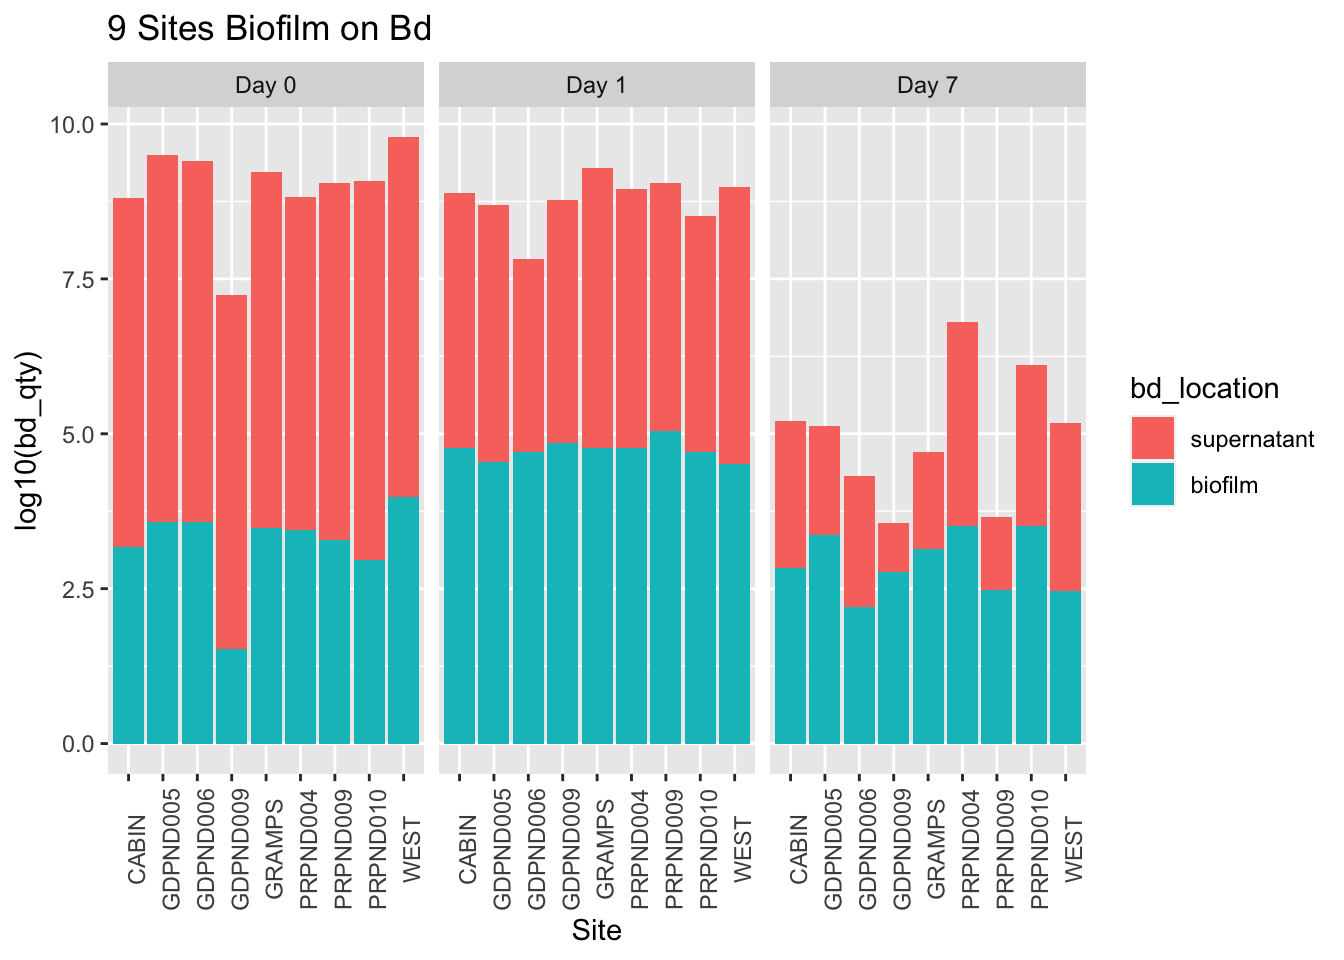 9 Sites Biofilm on Bd
Day 0
Day 1
Day 7
log10(bd_qty)
10.0
7.5
5.0
2.5
0.0
CABIN
GDPND005
GDPND006
GDPND009
GRAMPS
PRPND004
PRPND009
PRPND010
WEST
CABIN
GDPND005
GDPND006
GDPND009
GRAMPS
PRPND004
PRPND009
PRPND010
WEST
CABIN
GDPND005
GDPND006
GDPND009
GRAMPS
PRPND004
PRPND009
PRPND010
WEST
Site
bd_location
supernatant
biofilm